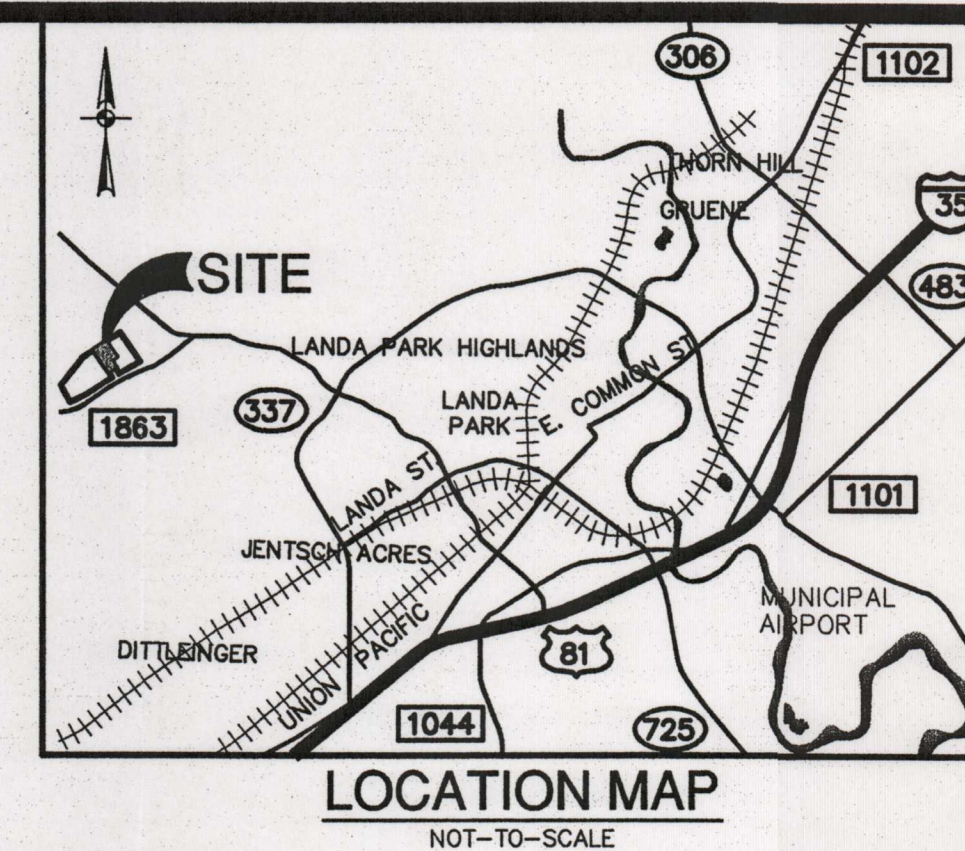 306
1102
THORN HILL
GRUENE
35
483
SITE
LANDA PARK HIGHLANDS
LANDA
PARK
E. COMMON ST.
337
1863
LANDA ST.
1101
JENTSCH ACRES
MUNICIPAL
AIRPORT
DITTLINGER
UNION PACIFIC
81
1044
725
LOCATION MAP
NOT-TO-SCALE